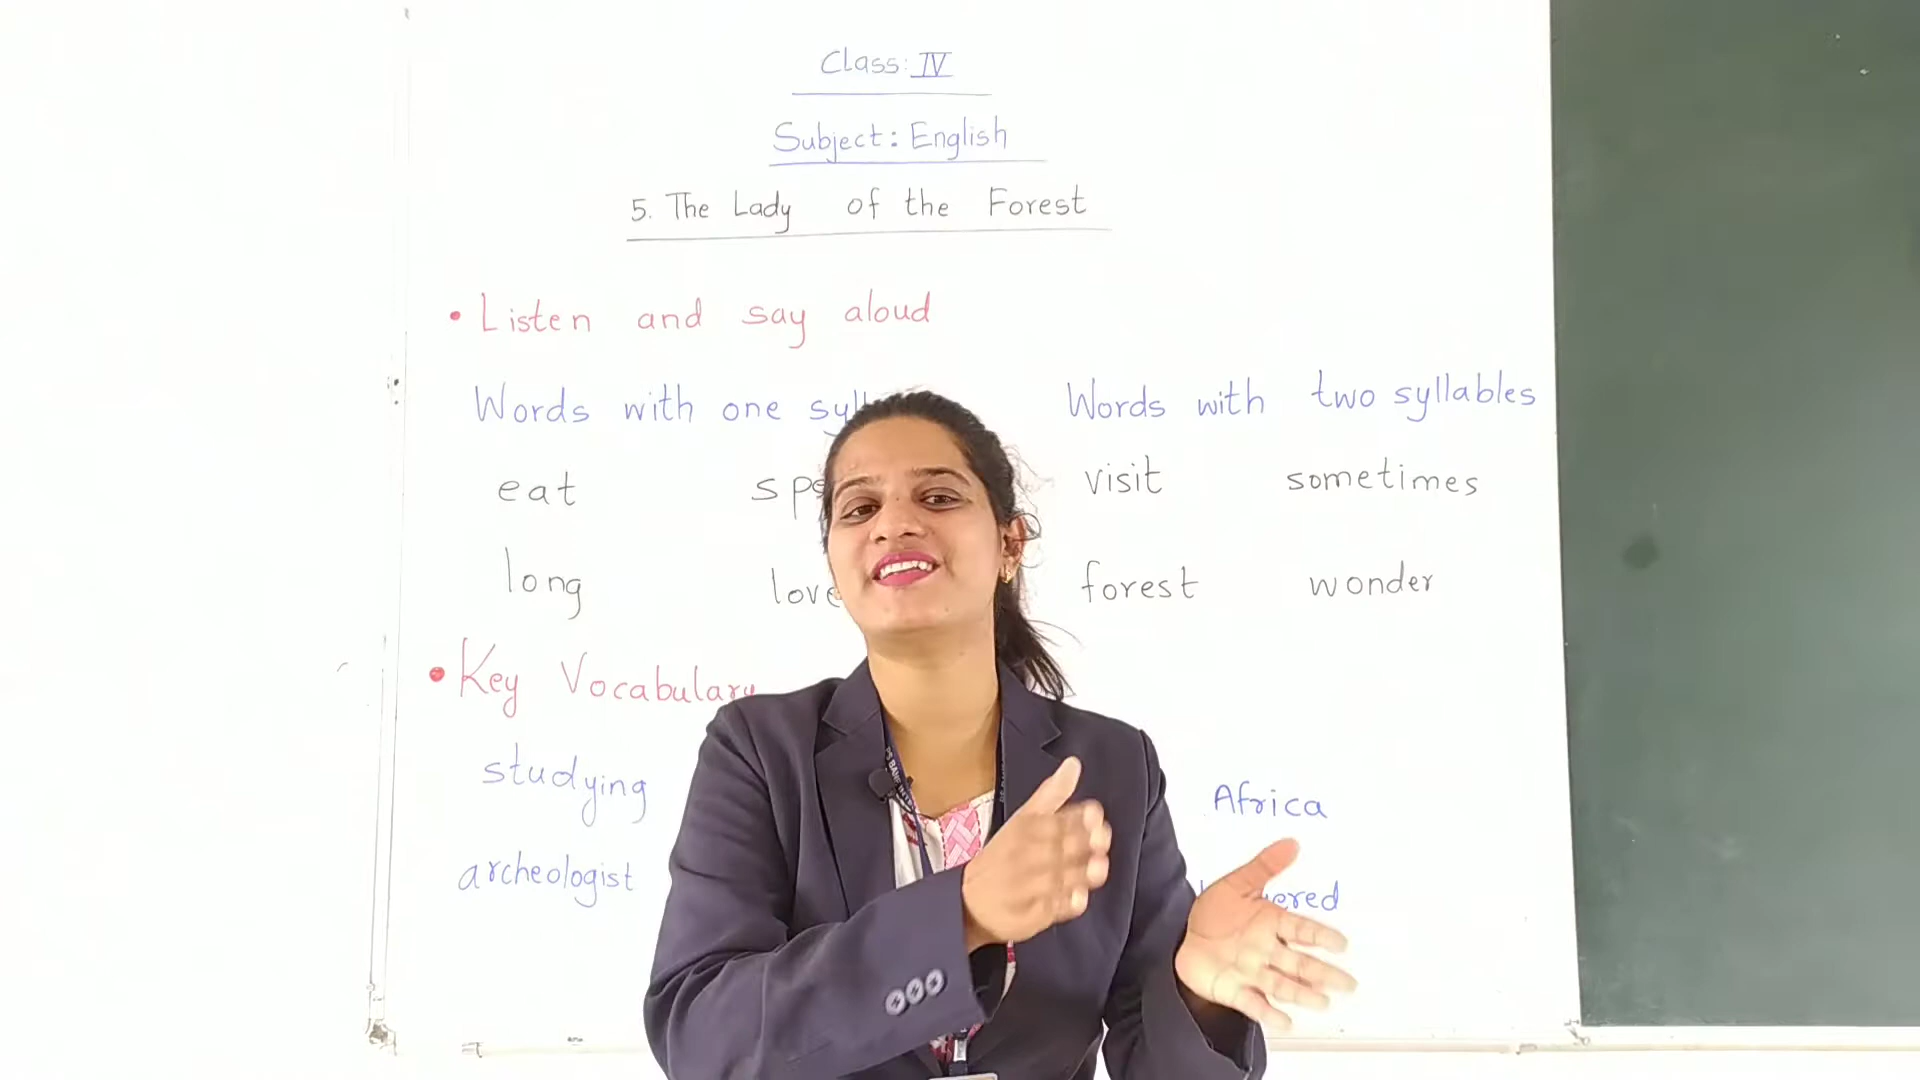 Class: IV
Subject: English
5. The Lady of the Forest
• Listen and say aloud
Words with one Words with two syllables
eat visit sometimes
long love forest wonder
• Key Vocabulary
studying Africa
archeologist